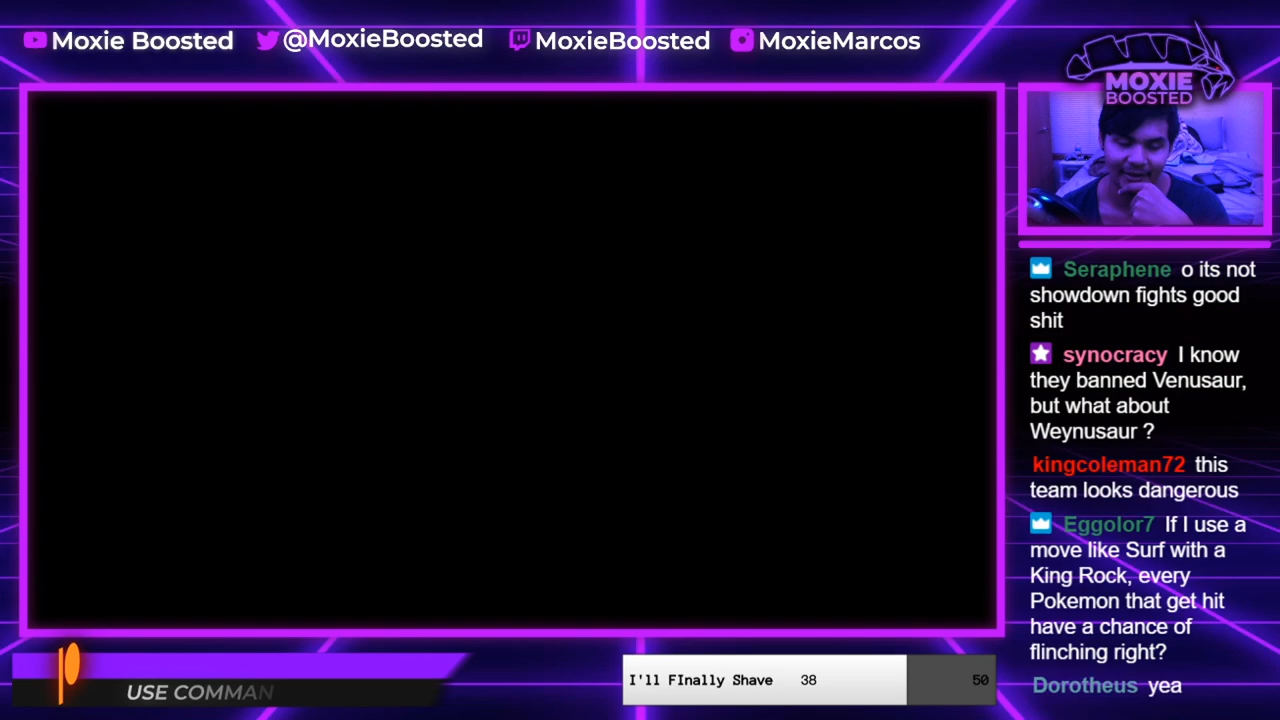 Moxie Boosted @MoxieBoosted MoxieBoosted MoxieMarcos
MOXIE
BOOSTED
Seraphene o its not
showdown fights good
shit
synocracy I know
they banned Venusaur,
but what about
Weynusaur ?
kingcoleman72 this
team looks dangerous
Eggolor7 If I use a
move like Surf with a
King Rock, every
Pokemon that get hit
have a chance of
flinching right?
Dorotheus yea
USE COMMAN
I'll FInally Shave 38 50